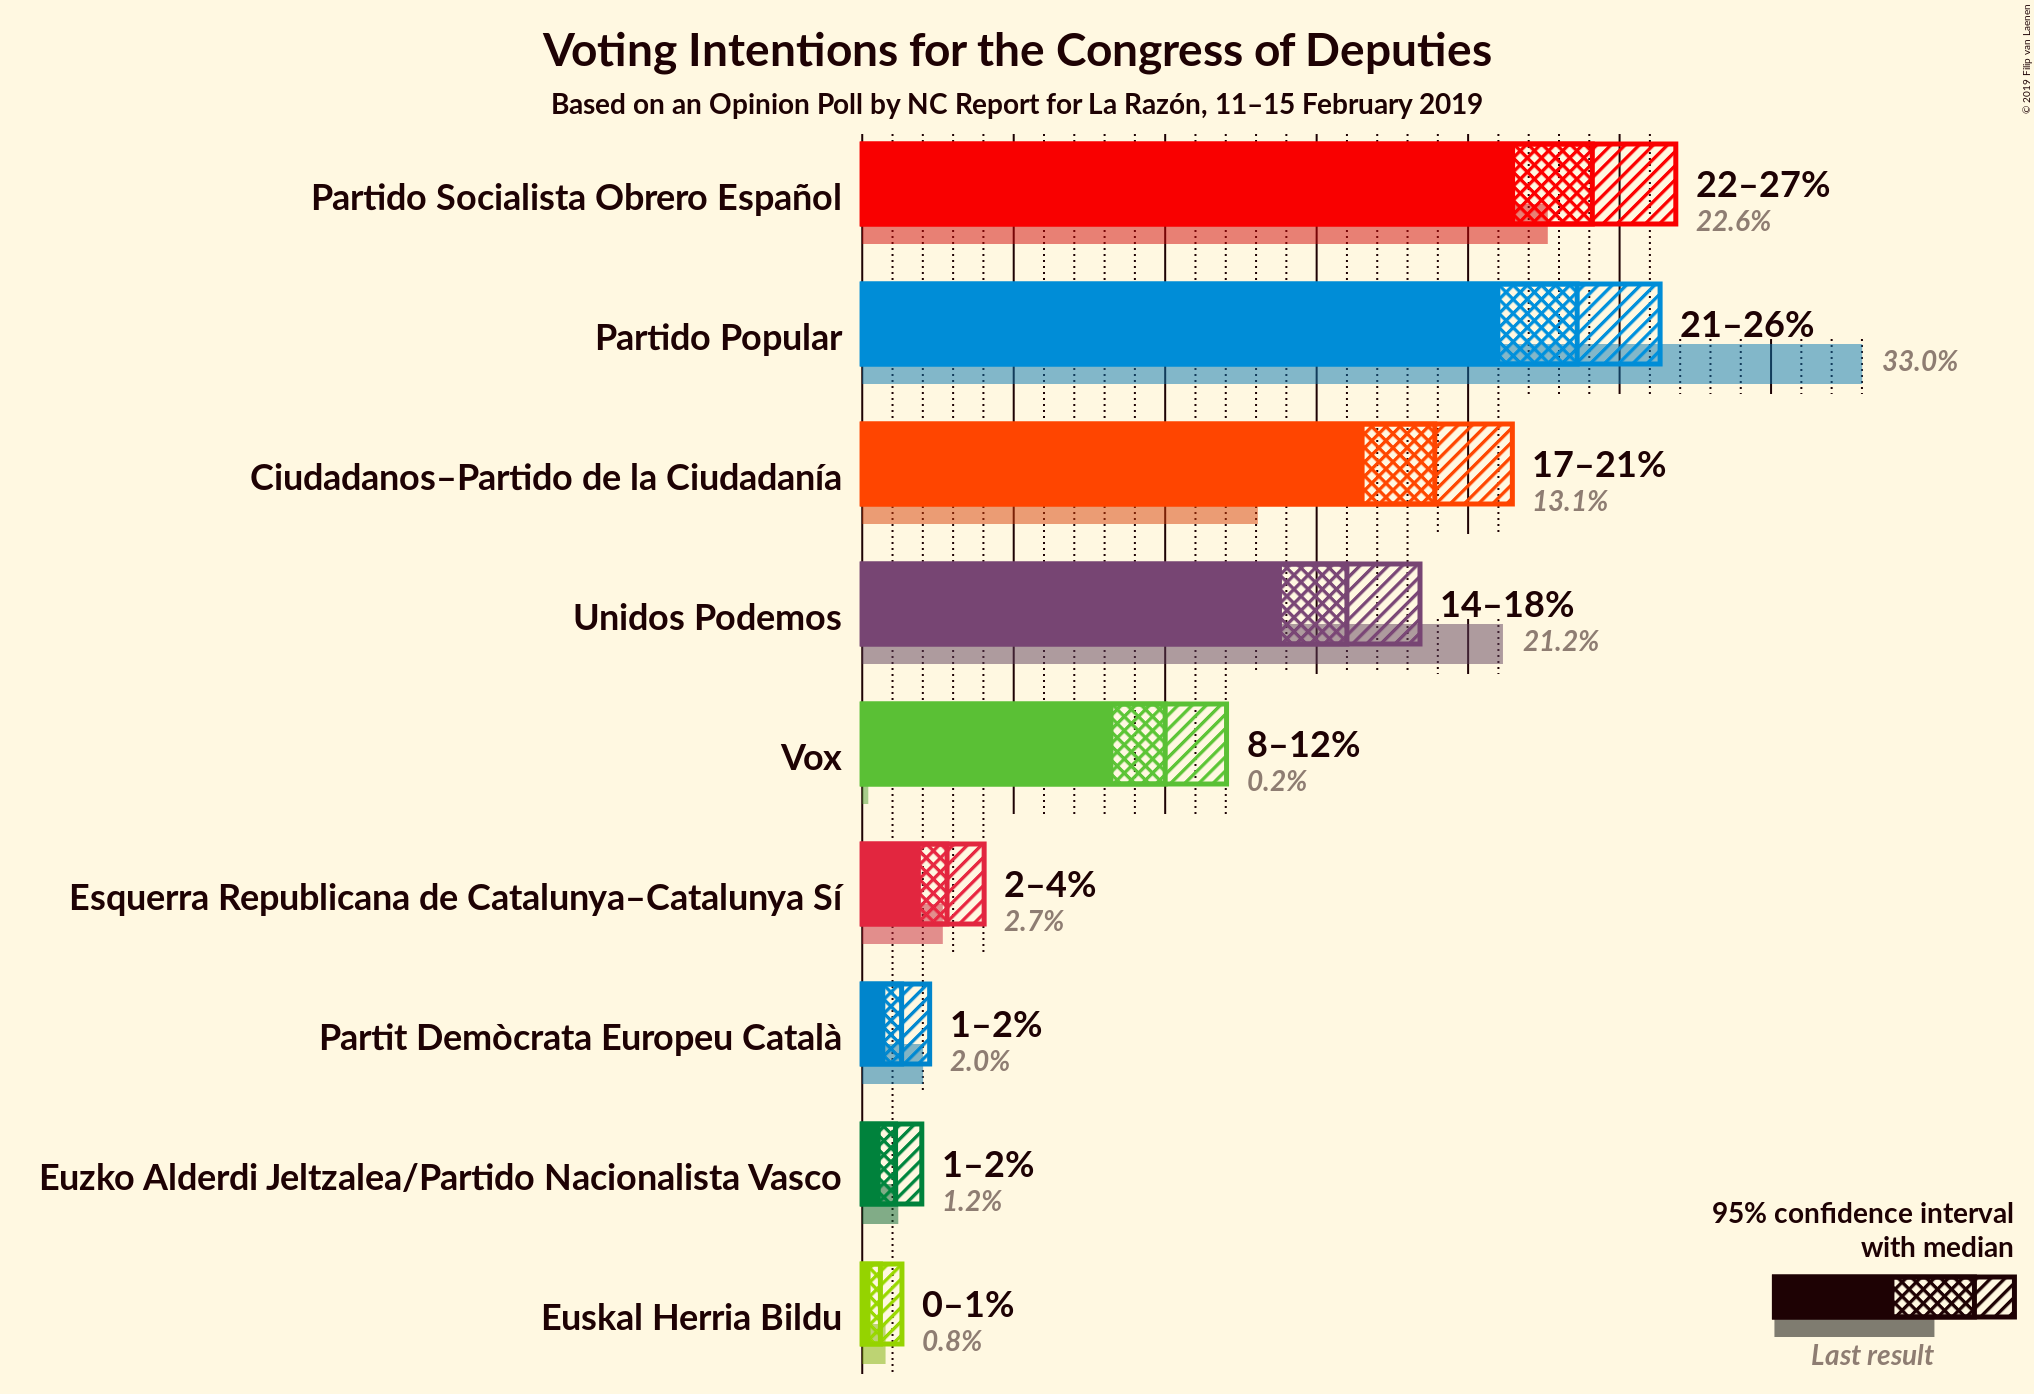 Voting Intentions for the Congress of Deputies
Based on an Opinion Poll by NC Report for La Razón, 11–15 February 2019
© 2019 Filip van Laenen
Partido Socialista Obrero Español
22–27%
22.6%
Partido Popular
21–26%
33.0%
Ciudadanos–Partido de la Ciudadanía
17–21%
13.1%
Unidos Podemos
14–18%
21.2%
Vox
8–12%
0.2%
Esquerra Republicana de Catalunya–Catalunya Sí
2–4%
2.7%
Partit Demòcrata Europeu Català
1–2%
2.0%
Euzko Alderdi Jeltzalea/Partido Nacionalista Vasco
1–2%
1.2%
Euskal Herria Bildu
0–1%
0.8%
95% confidence interval
with median
Last result